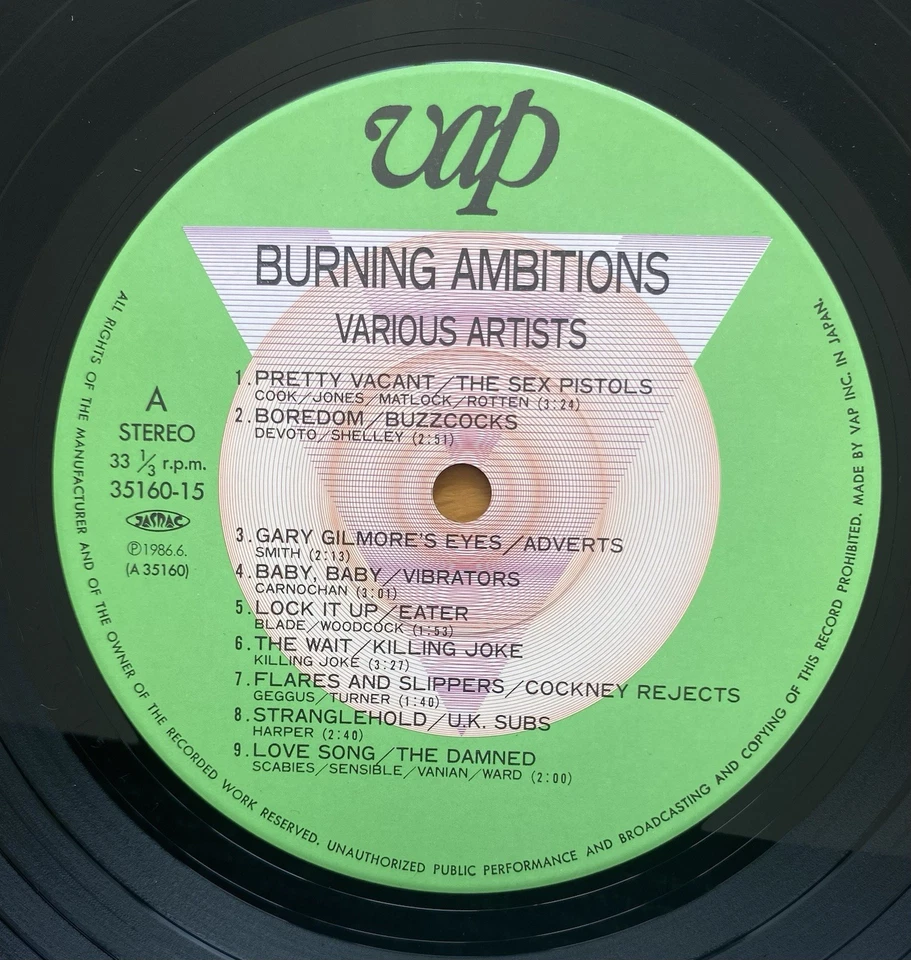 vap
BURNING AMBITIONS
VARIOUS ARTISTS
A
STEREO
33 1/3 r.p.m.
35160-15
JASRAC
Ⓟ1986.6.
(A 35160)
1.PRETTY VACANT/THE SEX PISTOLS
COOK/JONES/MATLOCK/ROTTEN (3:24)
2.BOREDOM/BUZZCOCKS
DEVOTO/SHELLEY (2:51)
3.GARY GILMORE'S EYES/ADVERTS
SMITH (2:13)
4.BABY, BABY/VIBRATORS
CARNOCHAN (3:01)
5.LOCK IT UP/EATER
BLADE/WOODCOCK (1:53)
6.THE WAIT/KILLING JOKE
KILLING JOKE (3:27)
7.FLARES AND SLIPPERS/COCKNEY REJECTS
GEGGUS/TURNER (1:40)
8.STRANGLEHOLD/U.K. SUBS
HARPER (2:40)
9.LOVE SONG/THE DAMNED
SCABIES/SENSIBLE/VANIAN/WARD (2:00)
ALL RIGHTS OF THE MANUFACTURER AND OF THE OWNER OF THE RECORDED WORK RESERVED. UNAUTHORIZED PUBLIC PERFORMANCE AND BROADCASTING AND COPYING OF THIS RECORD PROHIBITED, MADE BY VAP INC. IN JAPAN.